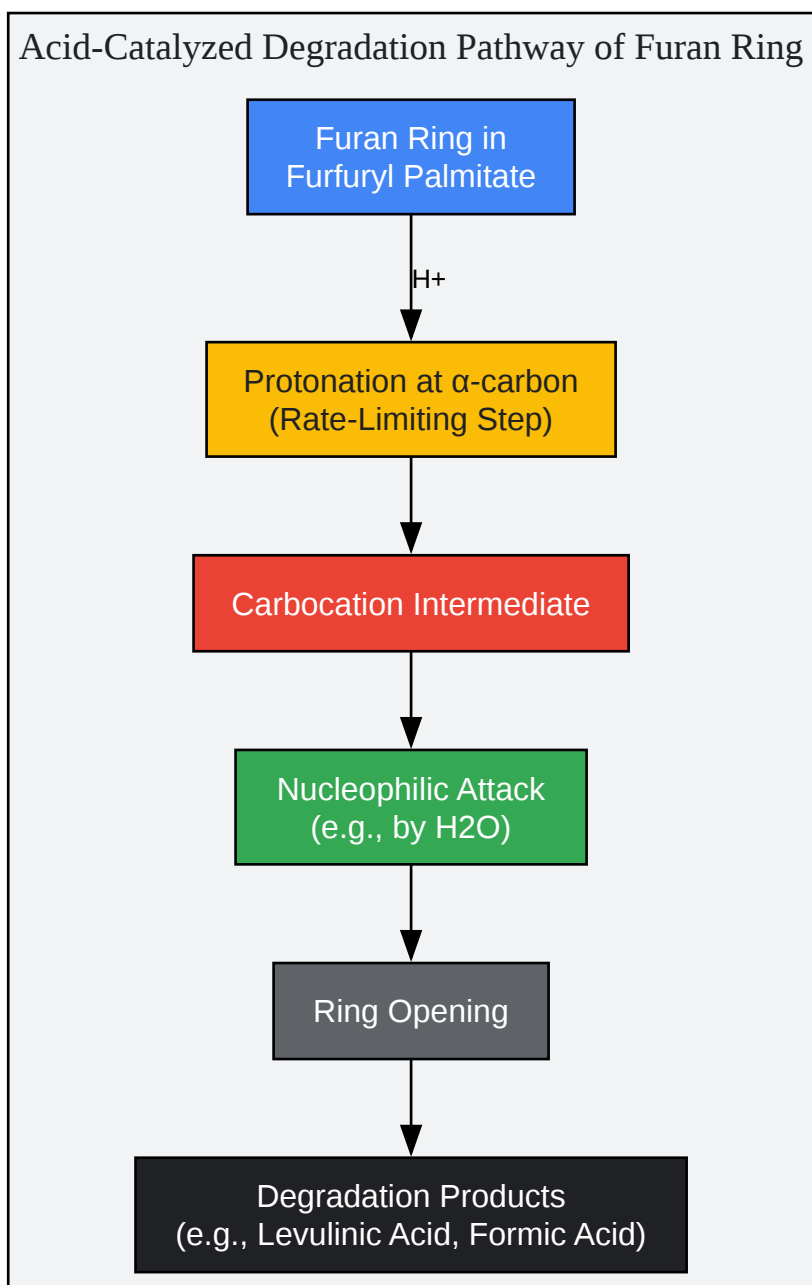 Acid-Catalyzed Degradation Pathway of Furan Ring
Furan Ring in
Furfuryl Palmitate
H+
Protonation at α-carbon
(Rate-Limiting Step)
Carbocation Intermediate
Nucleophilic Attack
(e.g., by H2O)
Ring Opening
Degradation Products
(e.g., Levulinic Acid, Formic Acid)